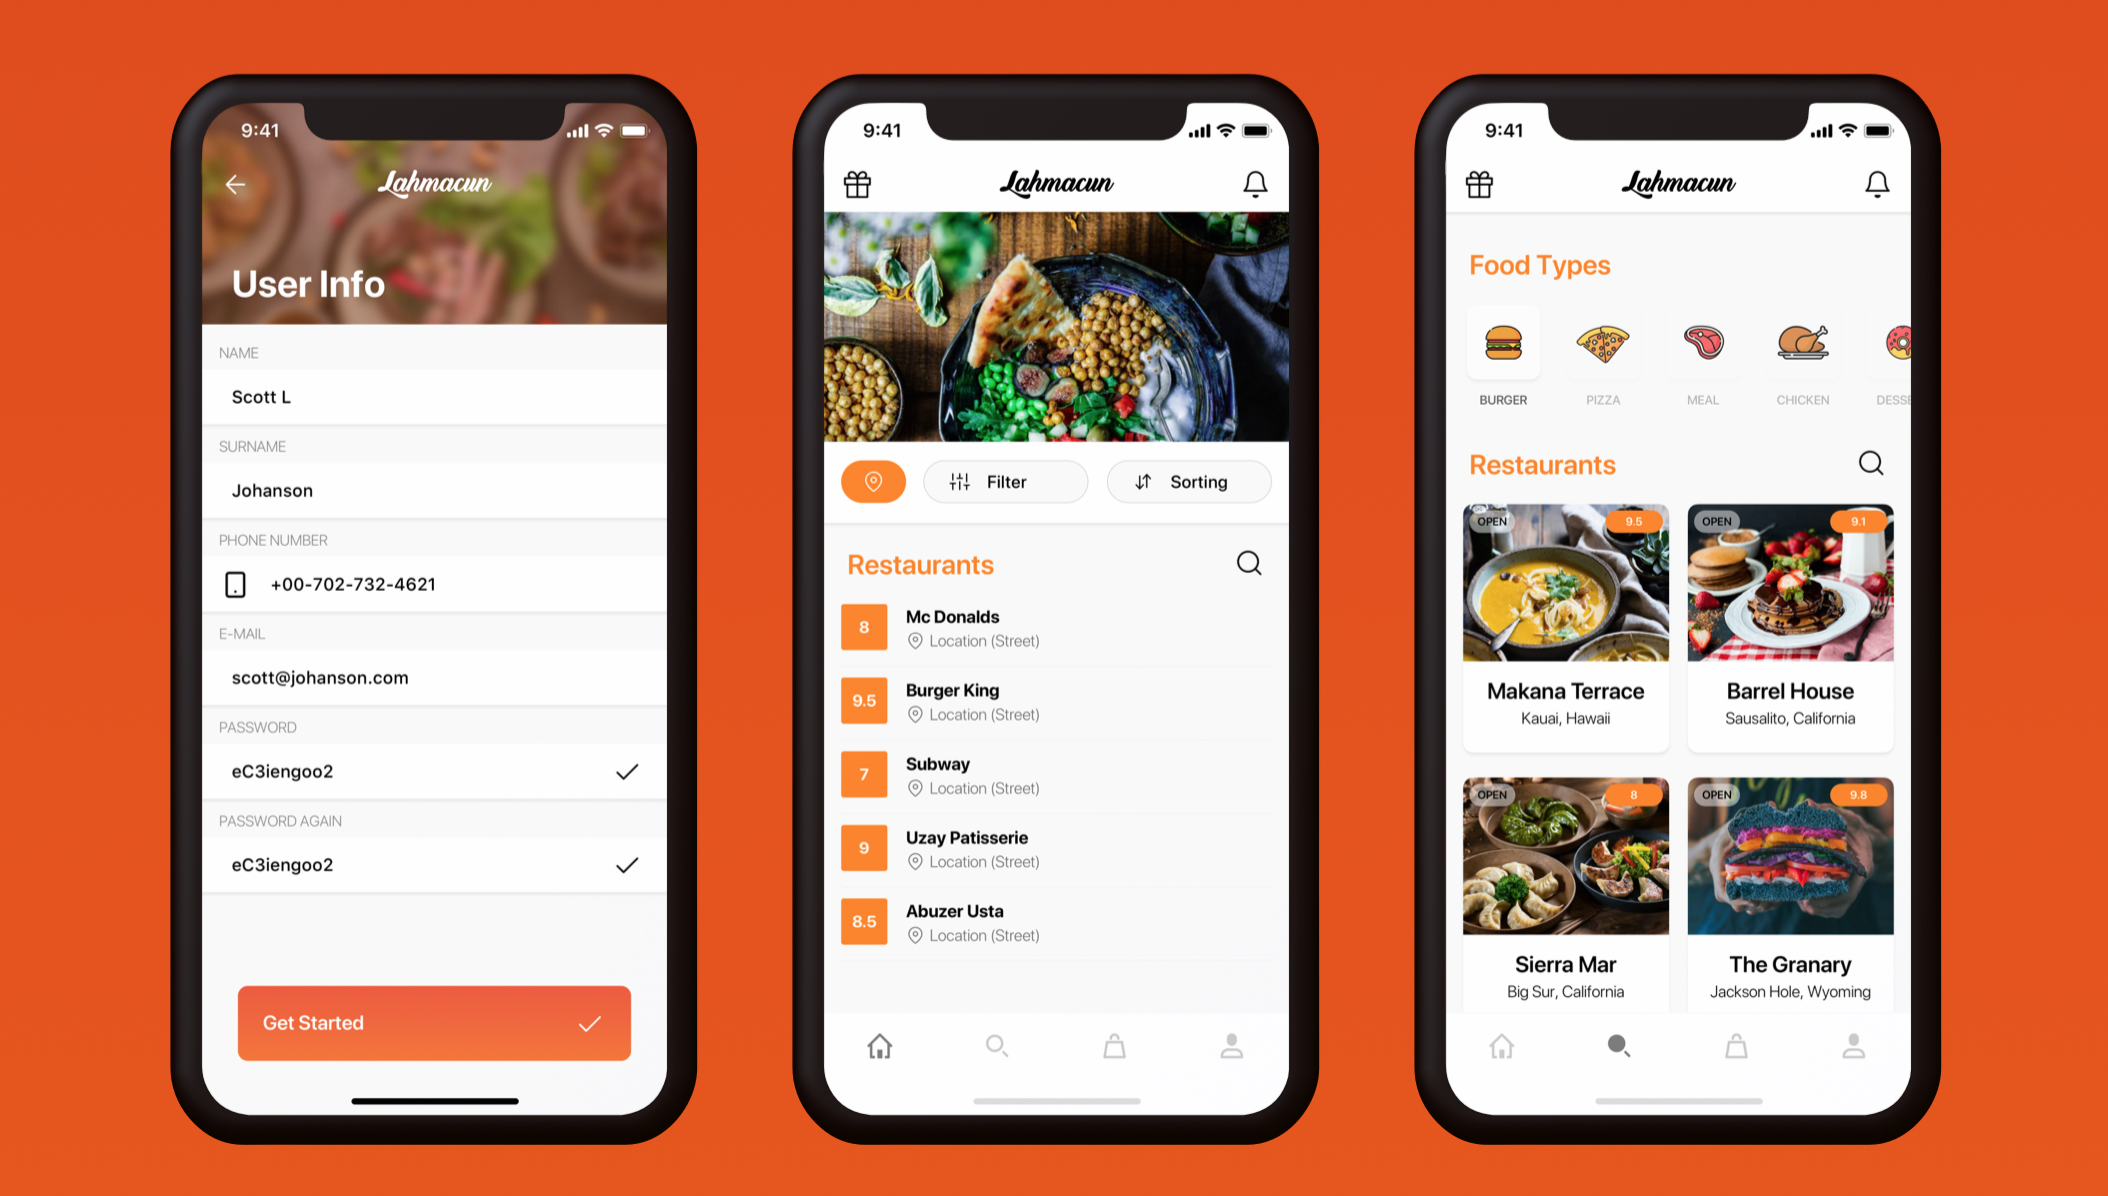 9:41
Lahmacun
User Info
NAME
Scott L
SURNAME
Johanson
PHONE NUMBER
+00-702-732-4621
E-MAIL
scott@johanson.com
PASSWORD
eC3iengoo2
PASSWORD AGAIN
eC3iengoo2
Get Started
9:41
Lahmacun
Filter
Sorting
Restaurants
8
Mc Donalds
Location (Street)
9.5
Burger King
Location (Street)
7
Subway
Location (Street)
9
Uzay Patisserie
Location (Street)
8.5
Abuzer Usta
Location (Street)
9:41
Lahmacun
Food Types
BURGER
PIZZA
MEAL
CHICKEN
DESSE
Restaurants
OPEN
9.5
Makana Terrace
Kauai, Hawaii
OPEN
9.1
Barrel House
Sausalito, California
OPEN
8
Sierra Mar
Big Sur, California
OPEN
9.8
The Granary
Jackson Hole, Wyoming